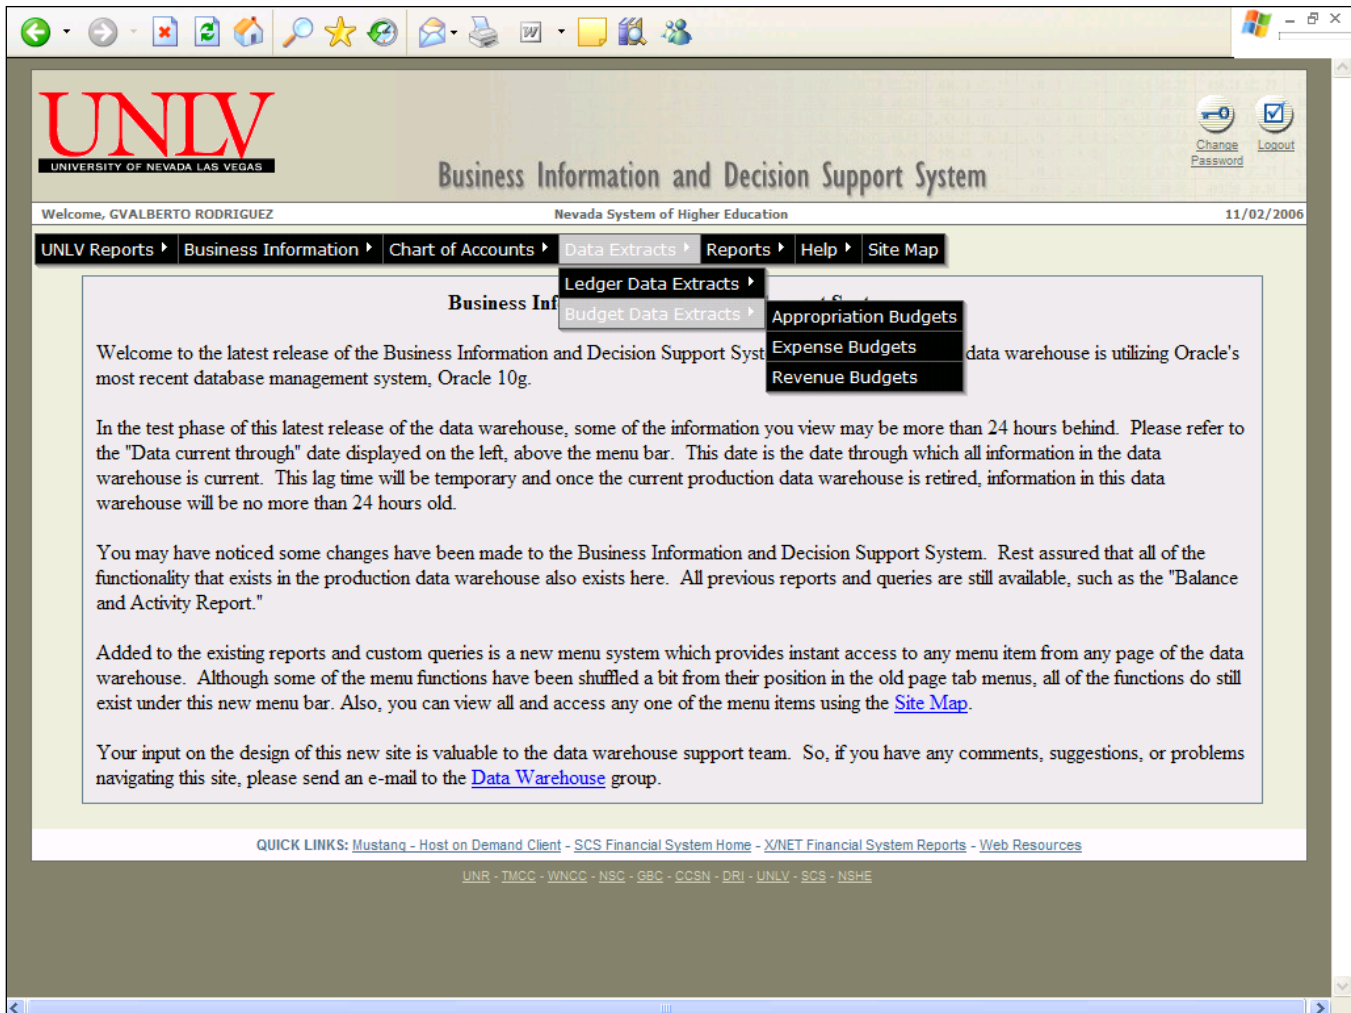 UNLV
UNIVERSITY OF NEVADA LAS VEGAS
Business Information and Decision Support System
Change Password
Logout
Welcome, GVALBERTO RODRIGUEZ
Nevada System of Higher Education
11/02/2006
UNLV Reports
Business Information
Chart of Accounts
Data Extracts
Reports
Help
Site Map
Ledger Data Extracts
Budget Data Extracts
Appropriation Budgets
Expense Budgets
Revenue Budgets
Business Inf
Welcome to the latest release of the Business Information and Decision Support Syst data warehouse is utilizing Oracle's
most recent database management system, Oracle 10g.
In the test phase of this latest release of the data warehouse, some of the information you view may be more than 24 hours behind. Please refer to
the "Data current through" date displayed on the left, above the menu bar. This date is the date through which all information in the data
warehouse is current. This lag time will be temporary and once the current production data warehouse is retired, information in this data
warehouse will be no more than 24 hours old.
You may have noticed some changes have been made to the Business Information and Decision Support System. Rest assured that all of the
functionality that exists in the production data warehouse also exists here. All previous reports and queries are still available, such as the "Balance
and Activity Report."
Added to the existing reports and custom queries is a new menu system which provides instant access to any menu item from any page of the data
warehouse. Although some of the menu functions have been shuffled a bit from their position in the old page tab menus, all of the functions do still
exist under this new menu bar. Also, you can view all and access any one of the menu items using the Site Map.
Your input on the design of this new site is valuable to the data warehouse support team. So, if you have any comments, suggestions, or problems
navigating this site, please send an e-mail to the Data Warehouse group.
QUICK LINKS: Mustang - Host on Demand Client - SCS Financial System Home - X/NET Financial System Reports - Web Resources
UNR - TMCC - WNCC - NSC - GBC - CCSN - DRI - UNLV - SCS - NSHE